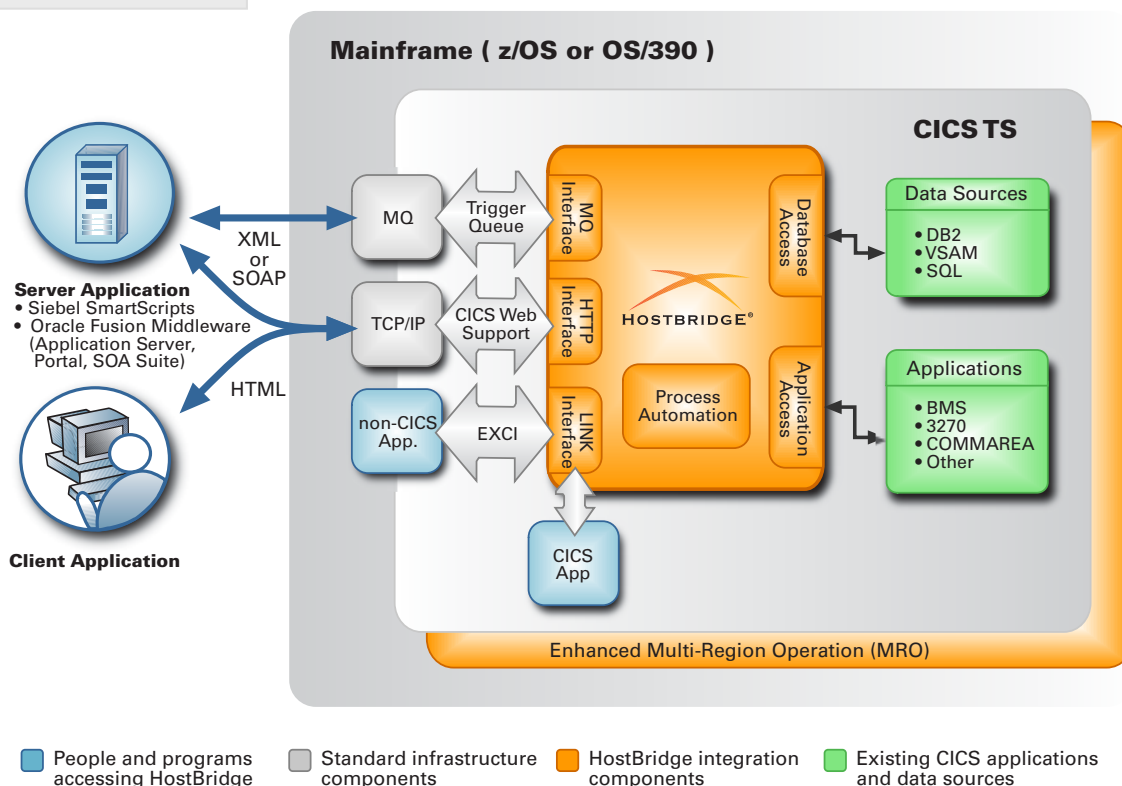 Mainframe ( z/OS or OS/390 )
CICS TS
Server Application
• Siebel SmartScripts
• Oracle Fusion Middleware
(Application Server,
Portal, SOA Suite)
Client Application
XML
or
SOAP
HTML
MQ
TCP/IP
non-CICS
App.
Trigger
Queue
CICS Web
Support
EXCI
MQ
Interface
HTTP
Interface
LINK
Interface
HOSTBRIDGE®
Process
Automation
Database
Access
Application
Access
CICS
App
Data Sources
• DB2
• VSAM
• SQL
Applications
• BMS
• 3270
• COMMAREA
• Other
Enhanced Multi-Region Operation (MRO)
People and programs
accessing HostBridge
Standard infrastructure
components
HostBridge integration
components
Existing CICS applications
and data sources